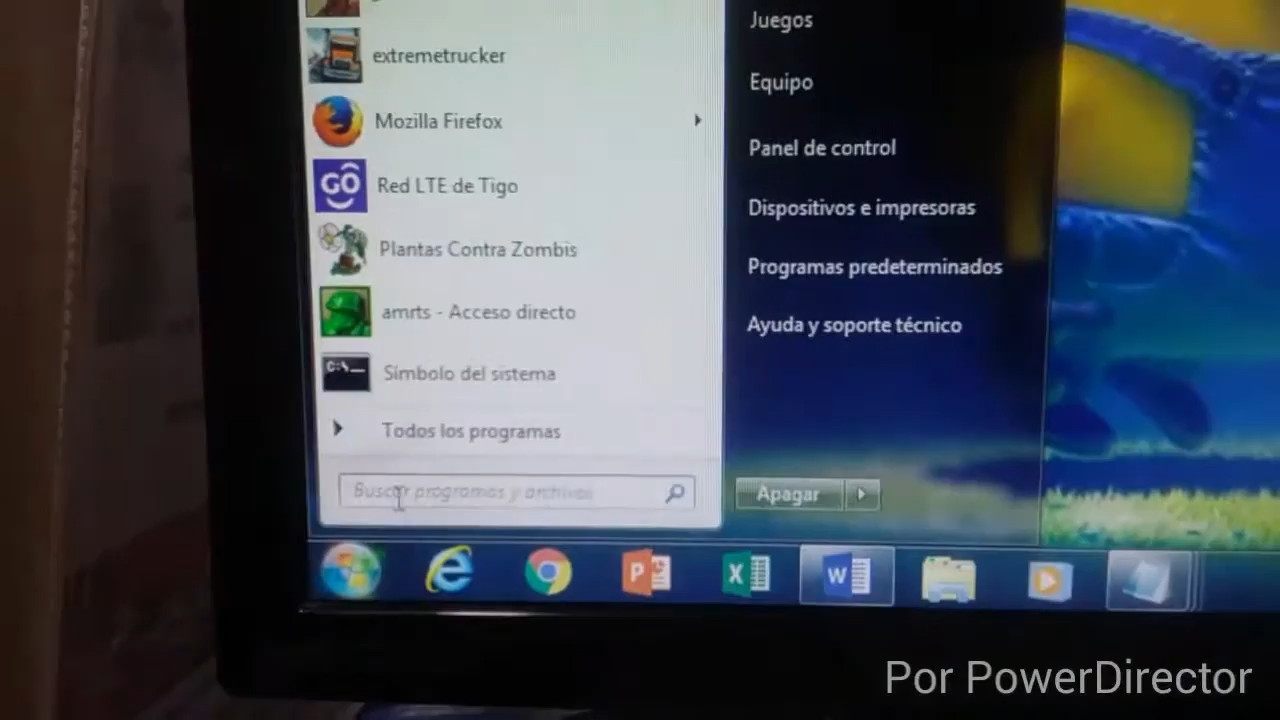 extremetrucker
Mozilla Firefox
GO
Red LTE de Tigo
Plantas Contra Zombis
amrts - Acceso directo
C:\_
Símbolo del sistema
Todos los programas
Buscar programas y archivos
Juegos
Equipo
Panel de control
Dispositivos e impresoras
Programas predeterminados
Ayuda y soporte técnico
Apagar
P
X
W
Por PowerDirector